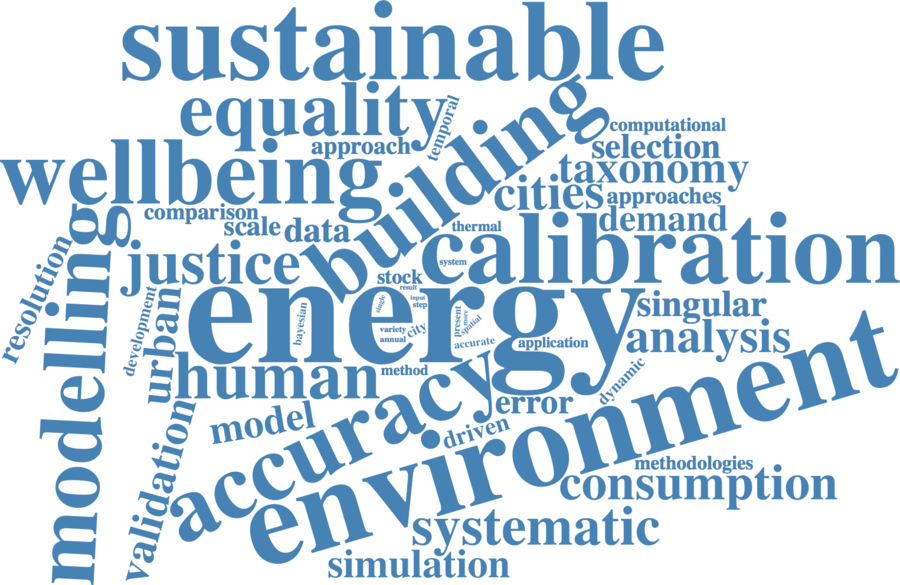 sustainable
equality
temporal
building
computational
approach
selection
wellbeing
taxonomy
cities
approaches
comparison
scale
data
thermal
demand
modelling
resolution
justice
calibration
system
stock
result
energy
single
input
step
development
urban
bayesian
variety
annual
city
present
more
spatial
accurate
application
singular
analysis
human
method
accuracy
dynamic
error
model
driven
environment
validation
methodologies
consumption
systematic
simulation